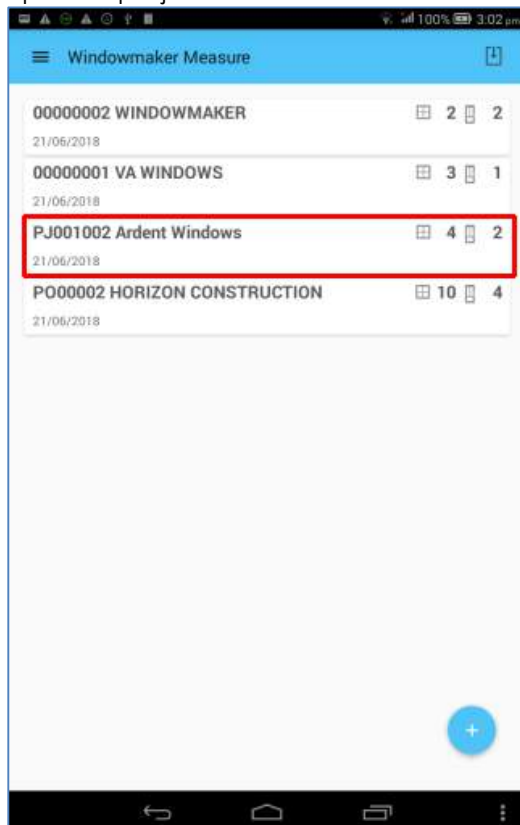 100% 3:02 pm
Windowmaker Measure
00000002 WINDOWMAKER 2 2
21/06/2018
00000001 VA WINDOWS 3 1
21/06/2018
PJ001002 Ardent Windows 4 2
21/06/2018
PO00002 HORIZON CONSTRUCTION 10 4
21/06/2018
+